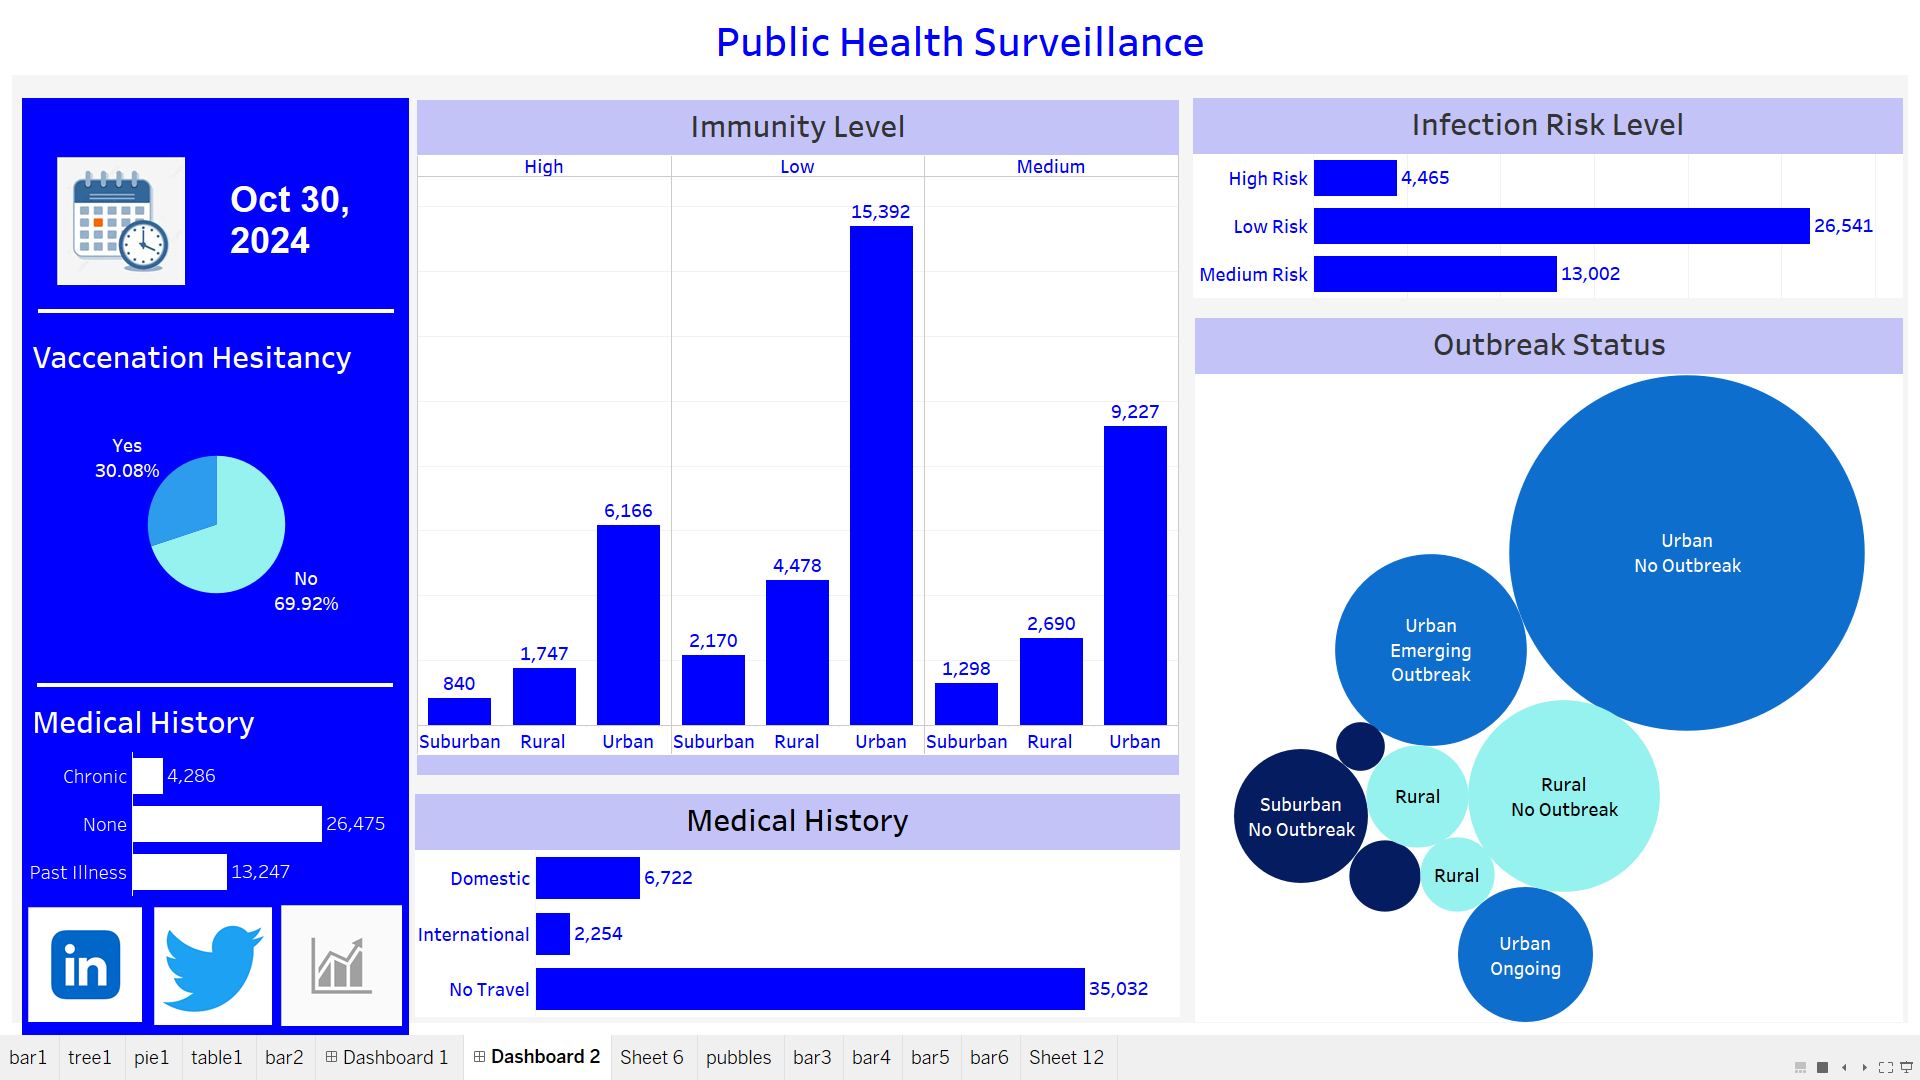 Public Health Surveillance
Oct 30,
2024
Vaccenation Hesitancy
Yes
30.08%
No
69.92%
Medical History
Chronic 4,286
None 26,475
Past Illness 13,247
in
Immunity Level
High Low Medium
840 1,747 6,166 2,170 4,478 15,392 1,298 2,690 9,227
Suburban Rural Urban Suburban Rural Urban Suburban Rural Urban
Medical History
Domestic 6,722
International 2,254
No Travel 35,032
Infection Risk Level
High Risk 4,465
Low Risk 26,541
Medium Risk 13,002
Outbreak Status
Urban
No Outbreak
Urban
Emerging
Outbreak
Rural
No Outbreak
Rural
Suburban
No Outbreak
Rural
Urban
Ongoing
bar1 tree1 pie1 table1 bar2 Dashboard 1 Dashboard 2 Sheet 6 pubbles bar3 bar4 bar5 bar6 Sheet 12